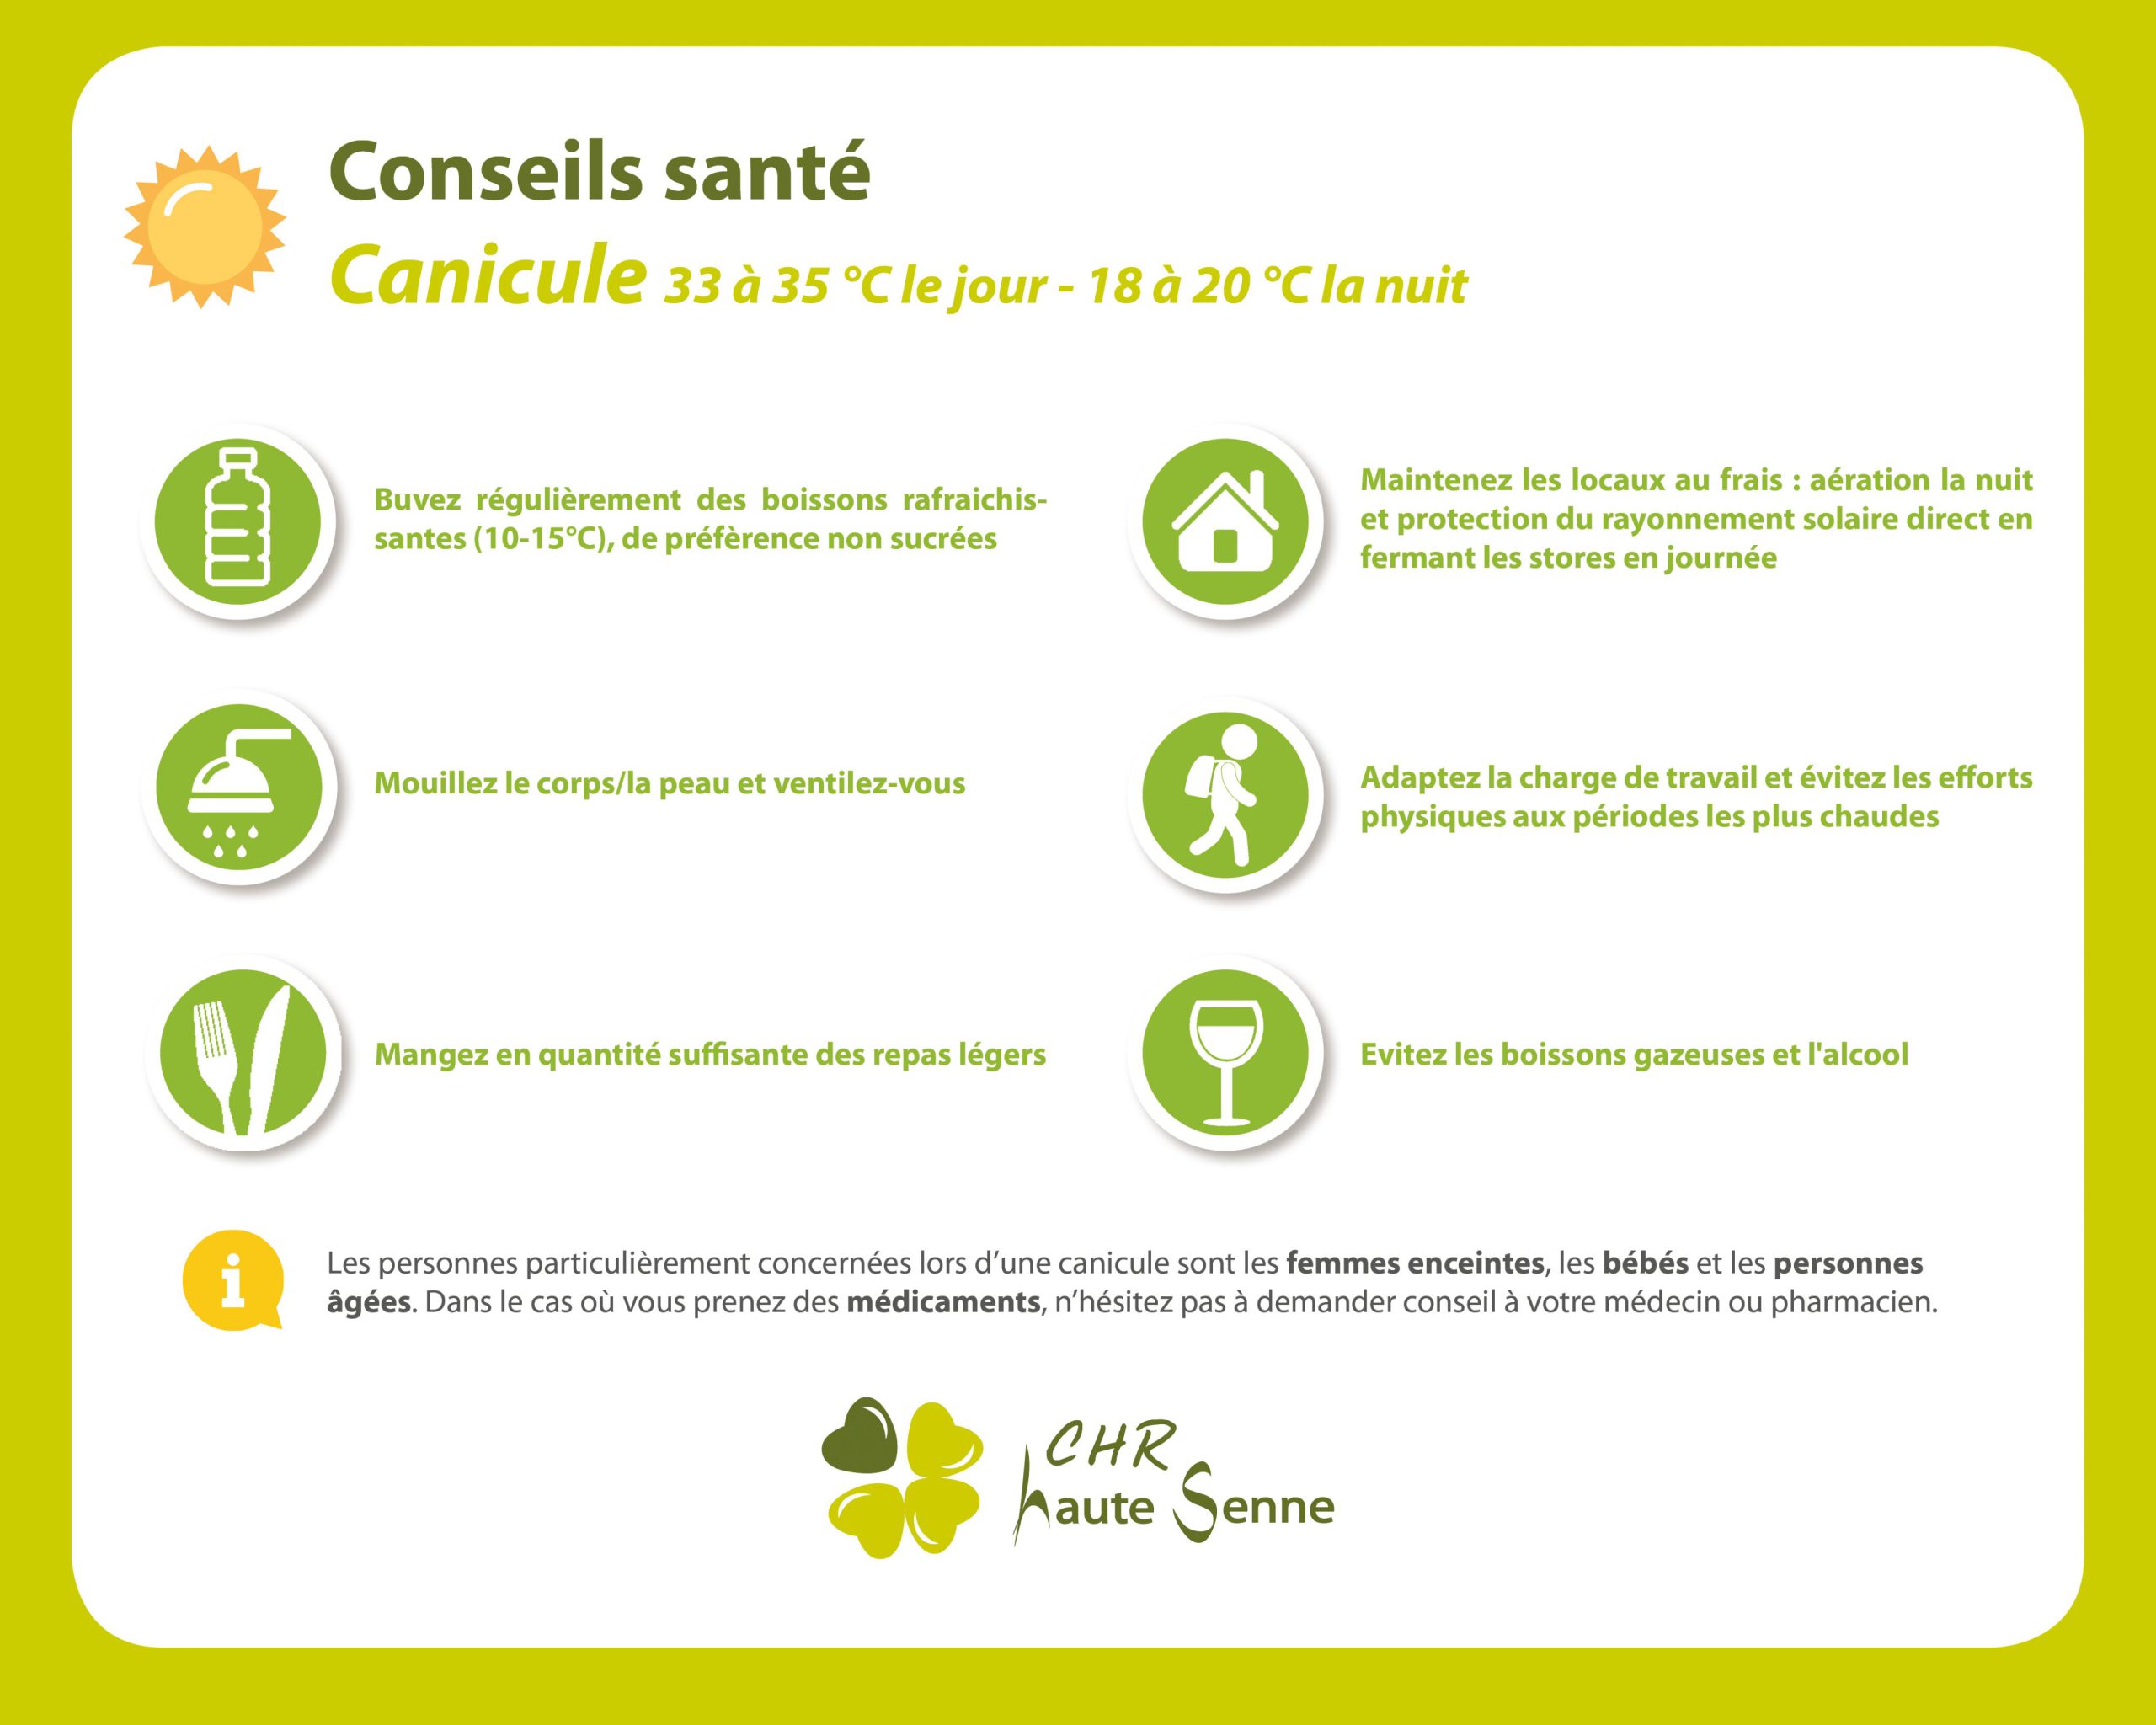 Conseils santé
Canicule 33 à 35 °C le jour - 18 à 20 °C la nuit
Buvez régulièrement des boissons rafraichis-
santes (10-15°C), de préfèrence non sucrées
Maintenez les locaux au frais : aération la nuit
et protection du rayonnement solaire direct en
fermant les stores en journée
Mouillez le corps/la peau et ventilez-vous
Adaptez la charge de travail et évitez les efforts
physiques aux périodes les plus chaudes
Mangez en quantité suffisante des repas légers
Evitez les boissons gazeuses et l'alcool
i
Les personnes particulièrement concernées lors d’une canicule sont les femmes enceintes, les bébés et les personnes
âgées. Dans le cas où vous prenez des médicaments, n’hésitez pas à demander conseil à votre médecin ou pharmacien.
CHR
haute Senne